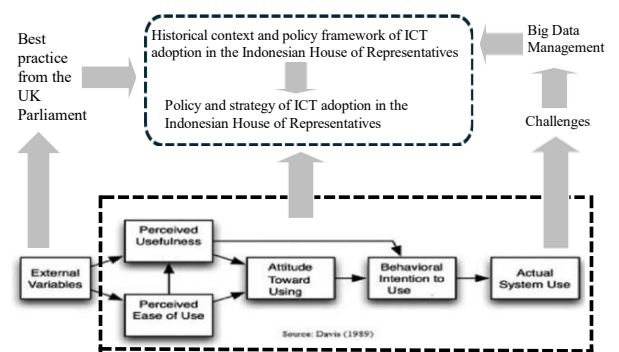 Best
practice
from the
UK
Parliament
Historical context and policy framework of ICT
adoption in the Indonesian House of Representatives
Policy and strategy of ICT adoption in the
Indonesian House of Representatives
Big Data
Management
Challenges
External
Variables
Perceived
Usefulness
Perceived
Ease of Use
Attitude
Toward
Using
Behavioral
Intention to
Use
Actual
System Use
Source: Davis (1989)